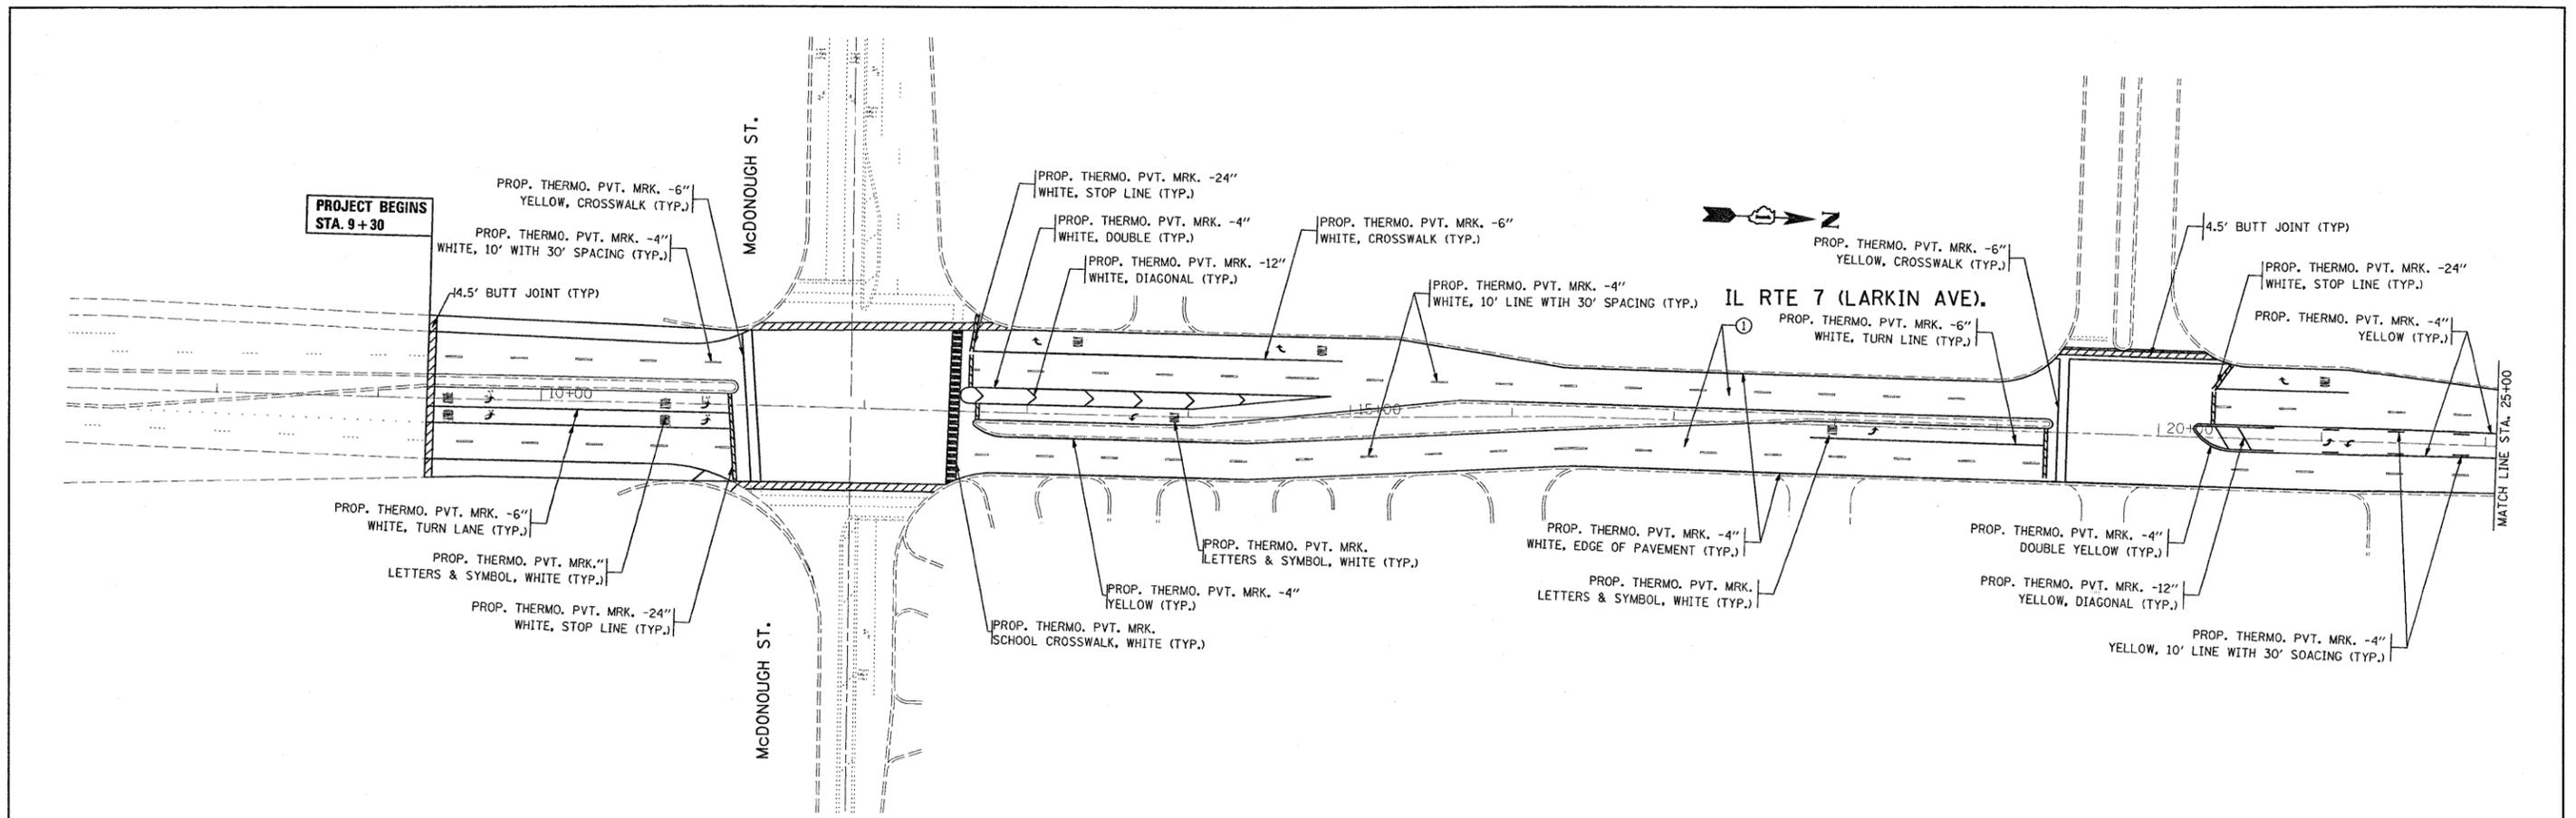 McDONOUGH ST.
PROP. THERMO. PVT. MRK. -6"
YELLOW, CROSSWALK (TYP.)
PROJECT BEGINS
STA. 9+30
PROP. THERMO. PVT. MRK. -4"
WHITE, 10' WITH 30' SPACING (TYP.)
4.5' BUTT JOINT (TYP)
PROP. THERMO. PVT. MRK. -24"
WHITE, STOP LINE (TYP.)
PROP. THERMO. PVT. MRK. -4"
WHITE, DOUBLE (TYP.)
PROP. THERMO. PVT. MRK. -12"
WHITE, DIAGONAL (TYP.)
PROP. THERMO. PVT. MRK. -6"
WHITE, CROSSWALK (TYP.)
PROP. THERMO. PVT. MRK. -4"
WHITE, 10' LINE WTIH 30' SPACING (TYP.)
N
IL RTE 7 (LARKIN AVE).
1
PROP. THERMO. PVT. MRK. -6"
WHITE, TURN LINE (TYP.)
PROP. THERMO. PVT. MRK. -6"
YELLOW, CROSSWALK (TYP.)
4.5' BUTT JOINT (TYP)
PROP. THERMO. PVT. MRK. -24"
WHITE, STOP LINE (TYP.)
PROP. THERMO. PVT. MRK. -4"
YELLOW (TYP.)
10+00
15+00
20+00
MATCH LINE STA. 25+00
PROP. THERMO. PVT. MRK. -6"
WHITE, TURN LANE (TYP.)
PROP. THERMO. PVT. MRK."
LETTERS & SYMBOL, WHITE (TYP.)
PROP. THERMO. PVT. MRK. -24"
WHITE, STOP LINE (TYP.)
McDONOUGH ST.
PROP. THERMO. PVT. MRK.
LETTERS & SYMBOL, WHITE (TYP.)
PROP. THERMO. PVT. MRK. -4"
YELLOW (TYP.)
PROP. THERMO. PVT. MRK.
SCHOOL CROSSWALK, WHITE (TYP.)
PROP. THERMO. PVT. MRK. -4"
WHITE, EDGE OF PAVEMENT (TYP.)
PROP. THERMO. PVT. MRK.
LETTERS & SYMBOL, WHITE (TYP.)
PROP. THERMO. PVT. MRK. -4"
DOUBLE YELLOW (TYP.)
PROP. THERMO. PVT. MRK. -12"
YELLOW, DIAGONAL (TYP.)
PROP. THERMO. PVT. MRK. -4"
YELLOW, 10' LINE WITH 30' SOACING (TYP.)